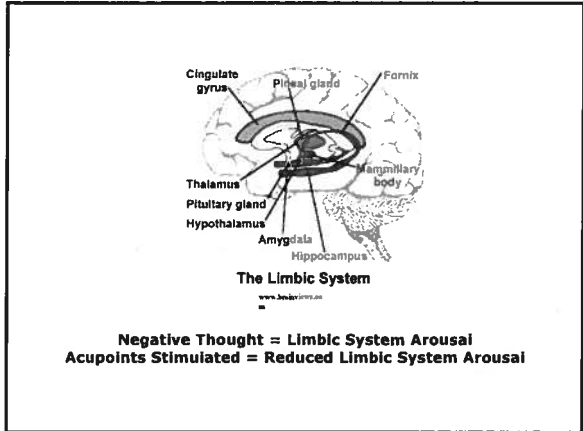 Cingulate
gyrus
Pineal gland
Fornix
Thalamus
Pituitary gland
Hypothalamus
Amygdala
Mammillary
body
Hippocampus
The Limbic System
Negative Thought = Limbic System Arousal
Acupoints Stimulated = Reduced Limbic System Arousal